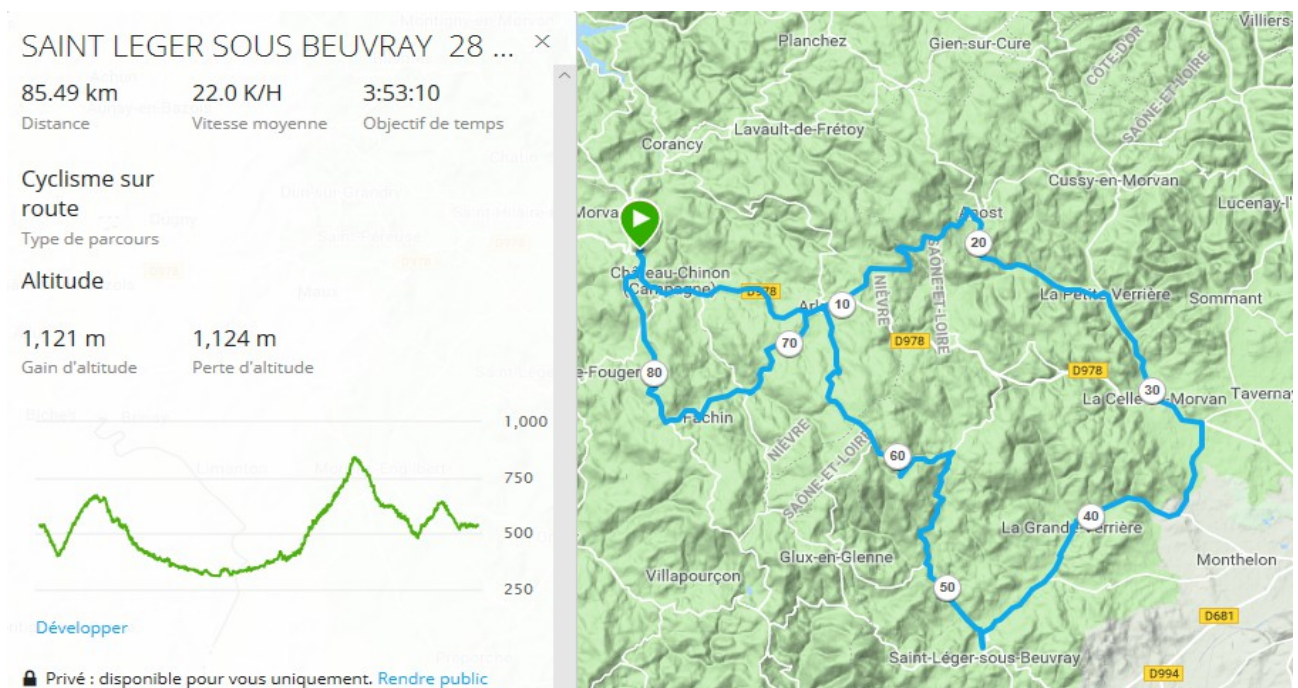 SAINT LEGER SOUS BEUVRAY 28 ...
85.49 km
Distance
22.0 K/H
Vitesse moyenne
3:53:10
Objectif de temps
Cyclisme sur
route
Type de parcours
Altitude
1,121 m
Gain d'altitude
1,124 m
Perte d'altitude
1,000
750
500
250
Développer
Privé : disponible pour vous uniquement. Rendre public
Villiers-
Planchez
Gien-sur-Cure
CÔTE-D'OR
SAÔNE-ET-LOIRE
Lavault-de-Frétoy
Corancy
Cussy-en-Morvan
Lucenay-l'
Morva
20
Château-Chinon
(Campagne)
D978
10
NIÈVRE
SAÔNE-ET-LOIRE
La Petite Verrière
Sommant
70
D978
80
D978
30
La Celle
Morvan
Tavernay
Fachin
NIÈVRE
SAÔNE-ET-LOIRE
60
40
La Grande-Verrière
Glux-en-Glenne
Monthelon
Villapourçon
50
D681
Saint-Léger-sous-Beuvray
D994